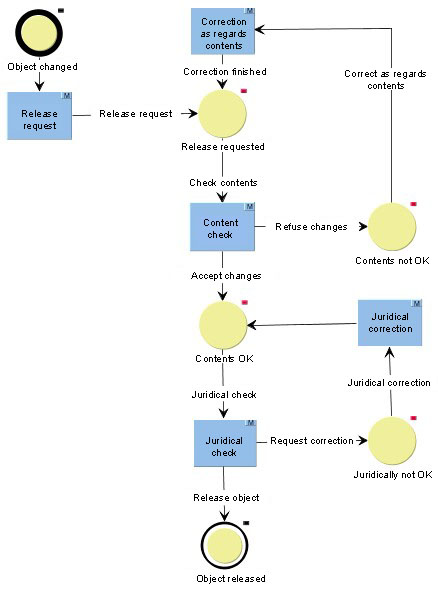 Object changed
M
Release
request
Release request
M
Correction
as regards
contents
Correction finished
Release requested
Correct as regards
contents
Check contents
M
Content
check
Refuse changes
Contents not OK
Accept changes
Contents OK
M
Juridical
correction
Juridical correction
Juridical check
M
Juridical
check
Request correction
Juridically not OK
Release object
Object released